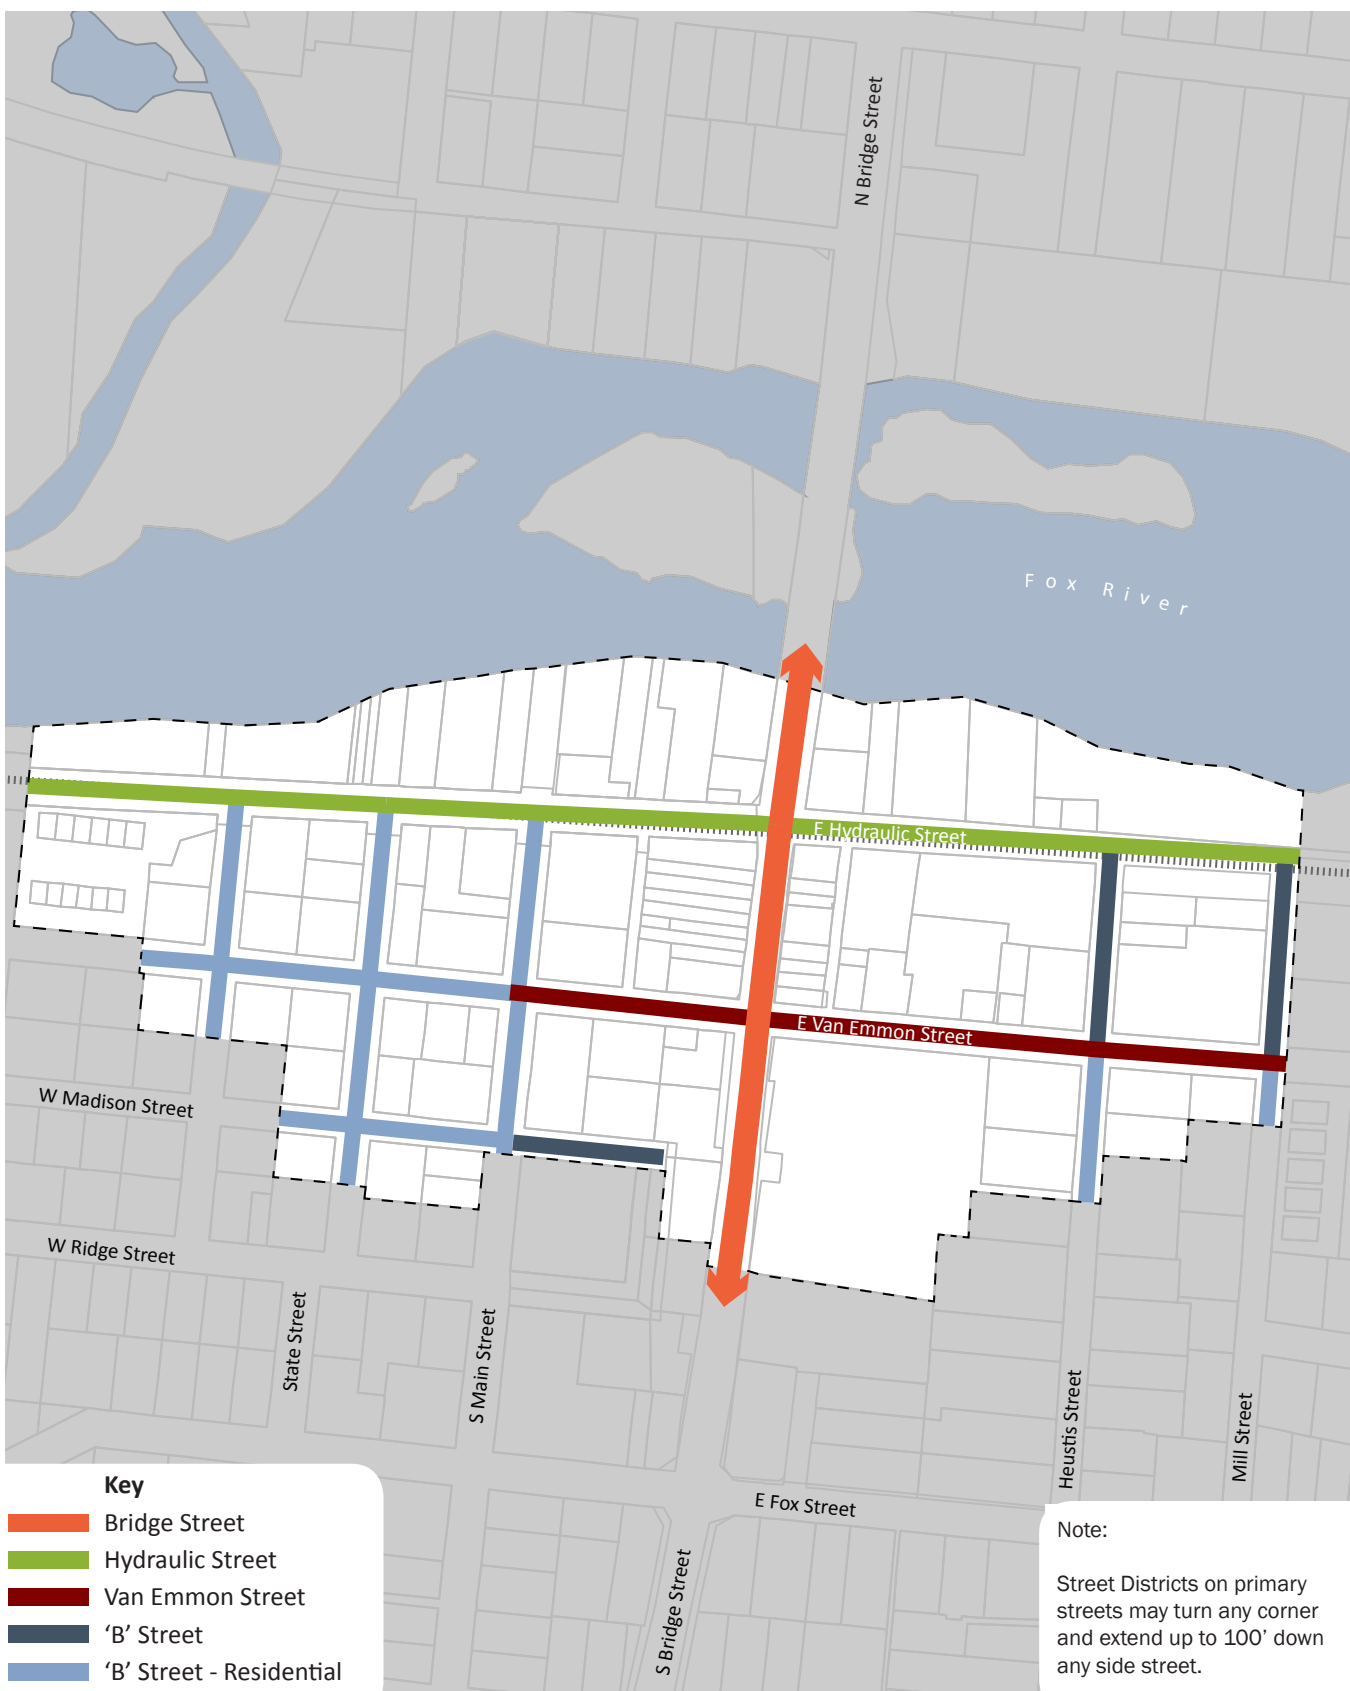 N Bridge Street
Fox River
E Hydraulic Street
E Van Emmon Street
W Madison Street
W Ridge Street
State Street
S Main Street
Heustis Street
Mill Street
E Fox Street
S Bridge Street
Key
Bridge Street
Hydraulic Street
Van Emmon Street
‘B’ Street
‘B’ Street - Residential
Note:
Street Districts on primary
streets may turn any corner
and extend up to 100’ down
any side street.